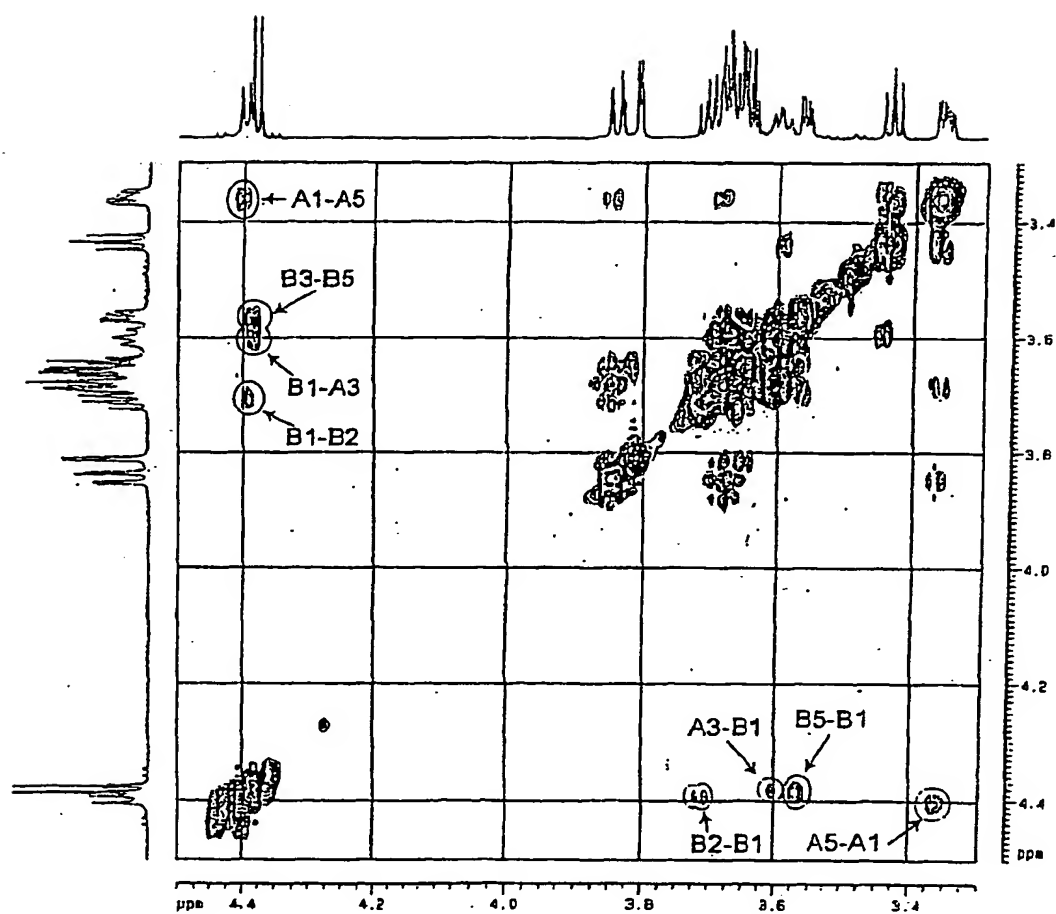 A1-A5
3.4
B3-B5
3.6
B1-A3
B1-B2
3.8
4.0
4.2
A3-B1
B5-B1
4.4
B2-B1
A5-A1
ppm
ppm 4.4 4.2 4.0 3.8 3.6 3.4